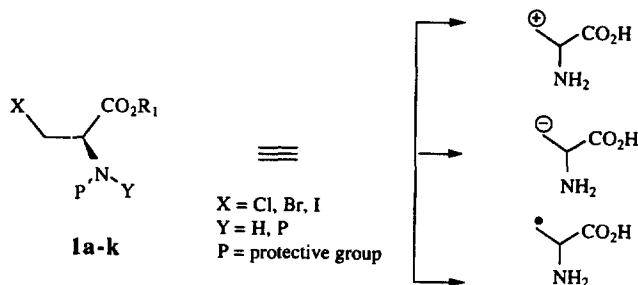 X
CO₂R₁
N
P
Y
1a-k
X = Cl, Br, I
Y = H, P
P = protective group
⊕
CO₂H
NH₂
⊖
CO₂H
NH₂
•
CO₂H
NH₂